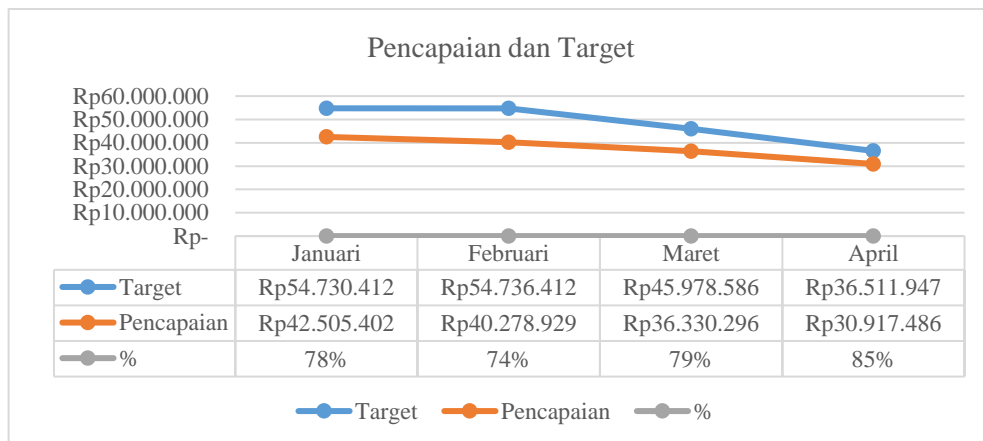 Pencapaian dan Target
Rp60.000.000
Rp50.000.000
Rp40.000.000
Rp30.000.000
Rp20.000.000
Rp10.000.000
Rp-
Januari Februari Maret April
Target Rp54.730.412 Rp54.736.412 Rp45.978.586 Rp36.511.947
Pencapaian Rp42.505.402 Rp40.278.929 Rp36.330.296 Rp30.917.486
% 78% 74% 79% 85%
Target Pencapaian %